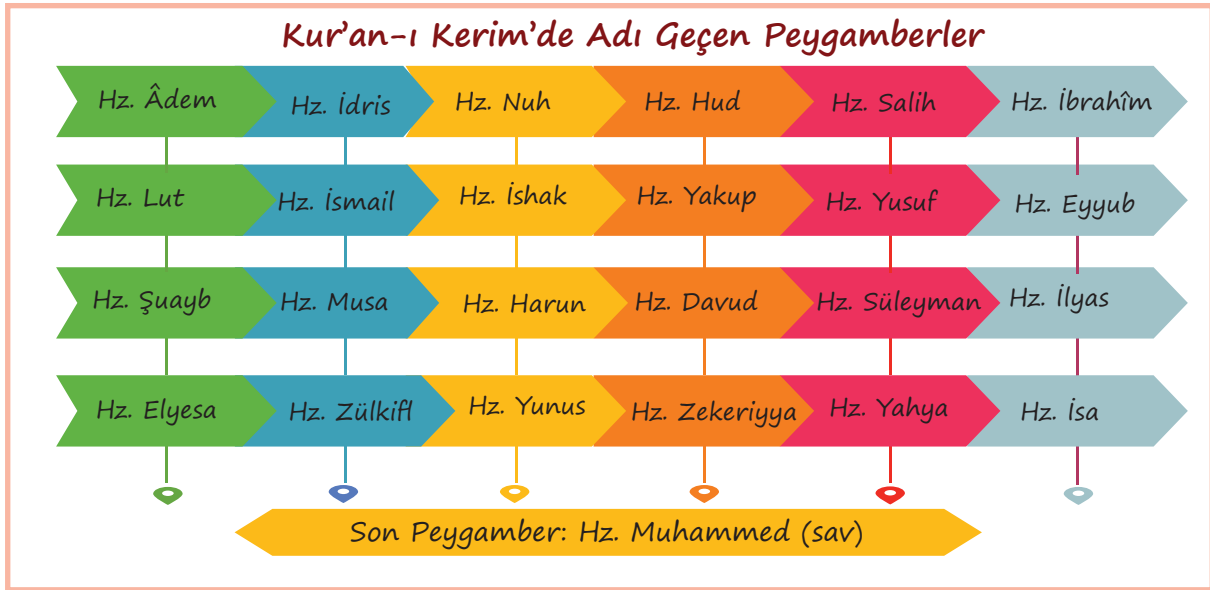 Kur'an-ı Kerim'de Adı Geçen Peygamberler
Hz. Âdem Hz. İdris Hz. Nuh Hz. Hud Hz. Salih Hz. İbrahîm
Hz. Lut Hz. İsmail Hz. İshak Hz. Yakup Hz. Yusuf Hz. Eyyub
Hz. Şuayb Hz. Musa Hz. Harun Hz. Davud Hz. Süleyman Hz. İlyas
Hz. Elyesa Hz. Zülkifl Hz. Yunus Hz. Zekeriyya Hz. Yahya Hz. İsa
Son Peygamber: Hz. Muhammed (sav)